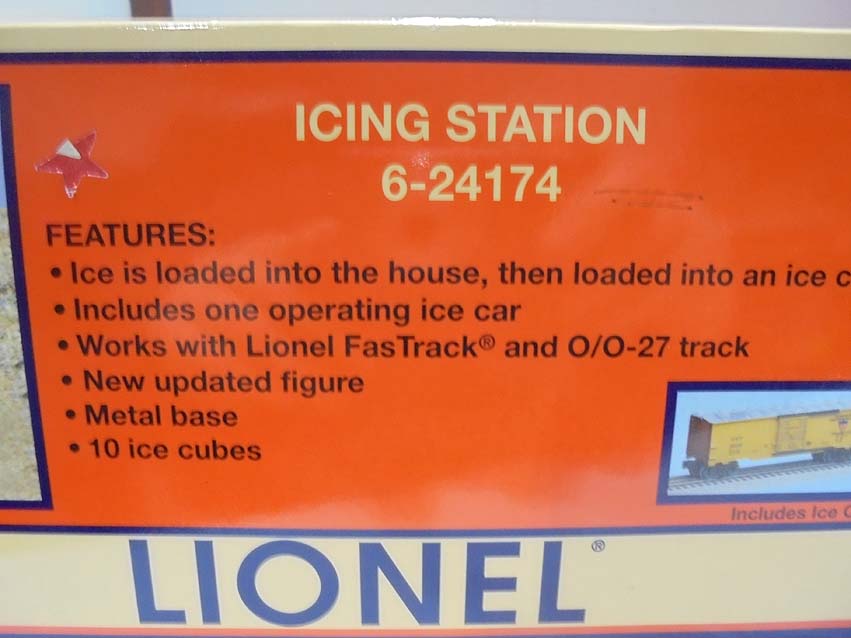 ICING STATION
6-24174
FEATURES:
• Ice is loaded into the house, then loaded into an ice c
• Includes one operating ice car
• Works with Lionel FasTrack® and O/O-27 track
• New updated figure
• Metal base
• 10 ice cubes
Includes Ice C
LIONEL®